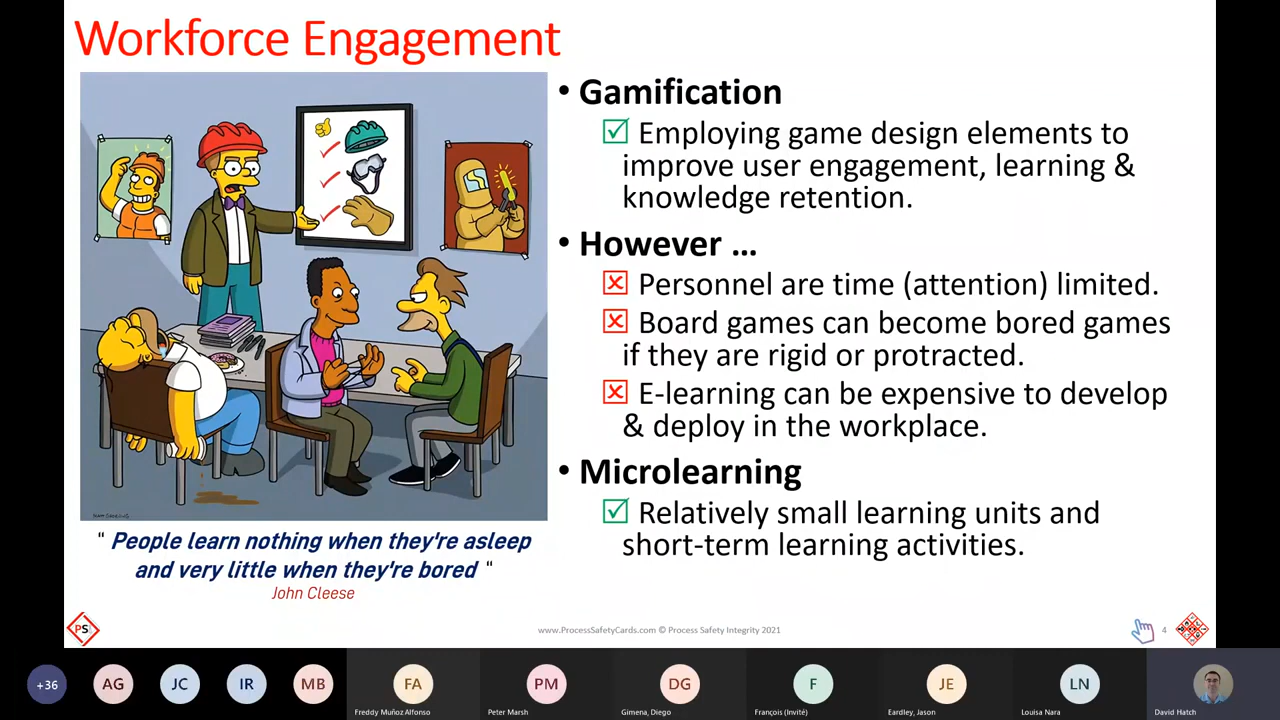 Workforce Engagement
• Gamification
Employing game design elements to
improve user engagement, learning &
knowledge retention.
• However ...
Personnel are time (attention) limited.
Board games can become bored games
if they are rigid or protracted.
E-learning can be expensive to develop
& deploy in the workplace.
• Microlearning
Relatively small learning units and
short-term learning activities.
" People learn nothing when they're asleep
and very little when they're bored "
John Cleese
PS
www.ProcessSafetyCards.com © Process Safety Integrity 2021
4
+36
AG
JC
IR
MB
FA
PM
DG
F
JE
LN
Freddy Muñoz Alfonso
Peter Marsh
Gimena, Diego
François (Invité)
Eardley, Jason
Louisa Nara
David Hatch